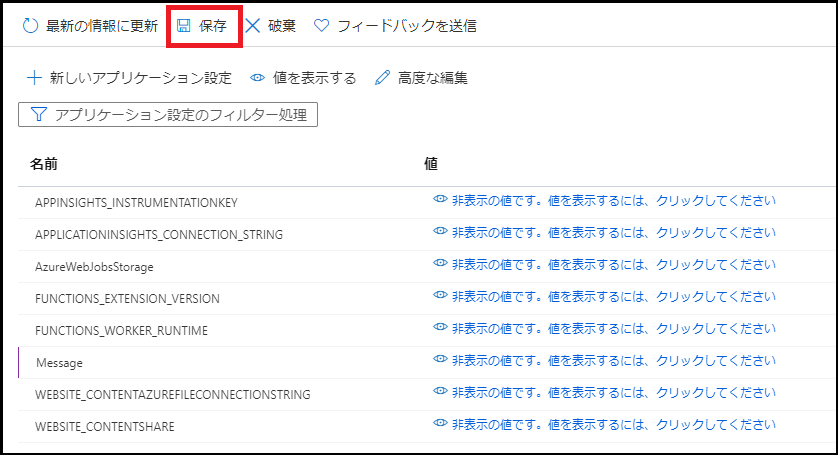 最新の情報に更新 保存 破棄 フィードバックを送信
新しいアプリケーション設定 値を表示する 高度な編集
アプリケーション設定のフィルター処理
名前 値
APPINSIGHTS_INSTRUMENTATIONKEY 非表示の値です。値を表示するには、クリックしてください
APPLICATIONINSIGHTS_CONNECTION_STRING 非表示の値です。値を表示するには、クリックしてください
AzureWebJobsStorage 非表示の値です。値を表示するには、クリックしてください
FUNCTIONS_EXTENSION_VERSION 非表示の値です。値を表示するには、クリックしてください
FUNCTIONS_WORKER_RUNTIME 非表示の値です。値を表示するには、クリックしてください
Message 非表示の値です。値を表示するには、クリックしてください
WEBSITE_CONTENTAZUREFILECONNECTIONSTRING 非表示の値です。値を表示するには、クリックしてください
WEBSITE_CONTENTSHARE 非表示の値です。値を表示するには、クリックしてください